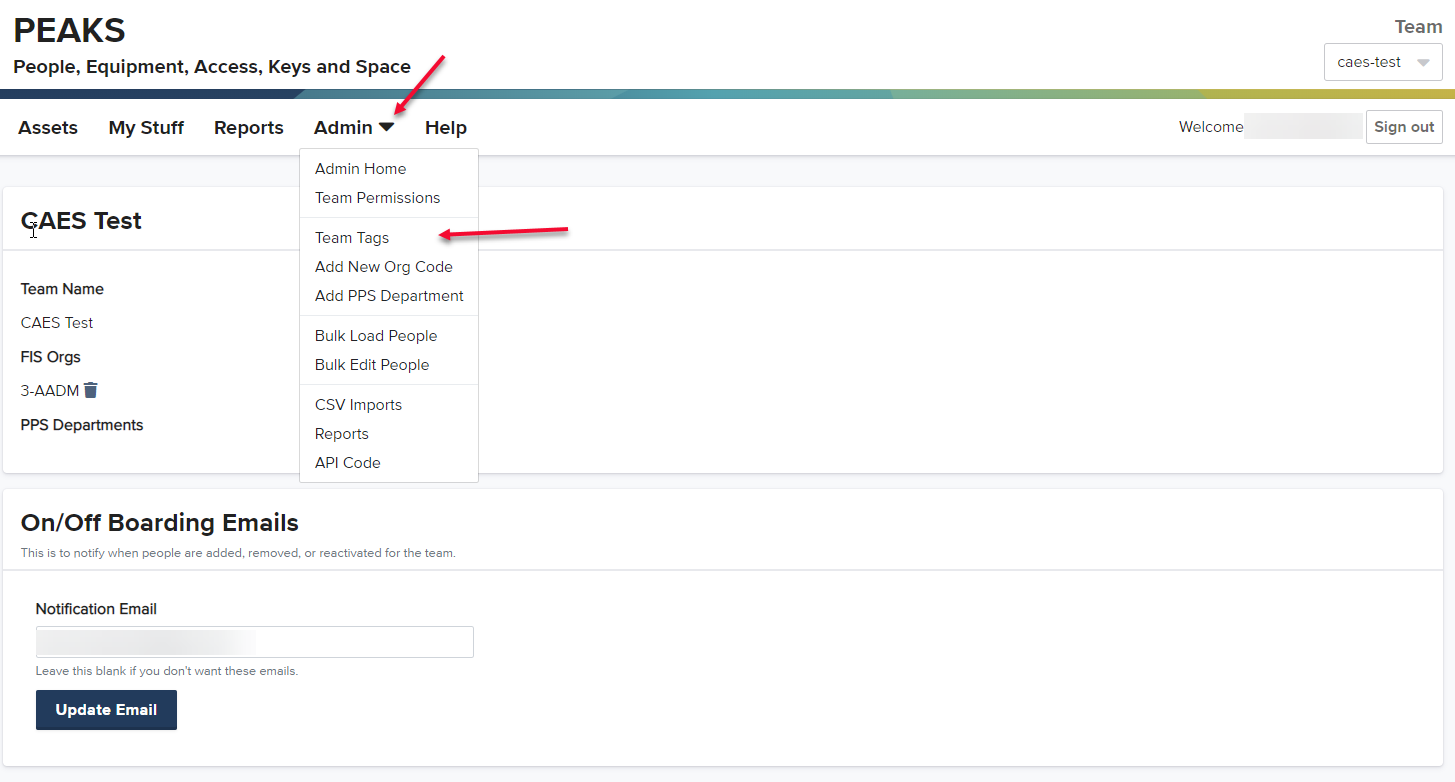 PEAKS
People, Equipment, Access, Keys and Space
Team
caes-test
Assets My Stuff Reports Admin Help
Welcome
Sign out
Admin Home
Team Permissions
Team Tags
Add New Org Code
Add PPS Department
Bulk Load People
Bulk Edit People
CSV Imports
Reports
API Code
CAES Test
Team Name
CAES Test
FIS Orgs
3-AADM
PPS Departments
On/Off Boarding Emails
This is to notify when people are added, removed, or reactivated for the team.
Notification Email
Leave this blank if you don't want these emails.
Update Email